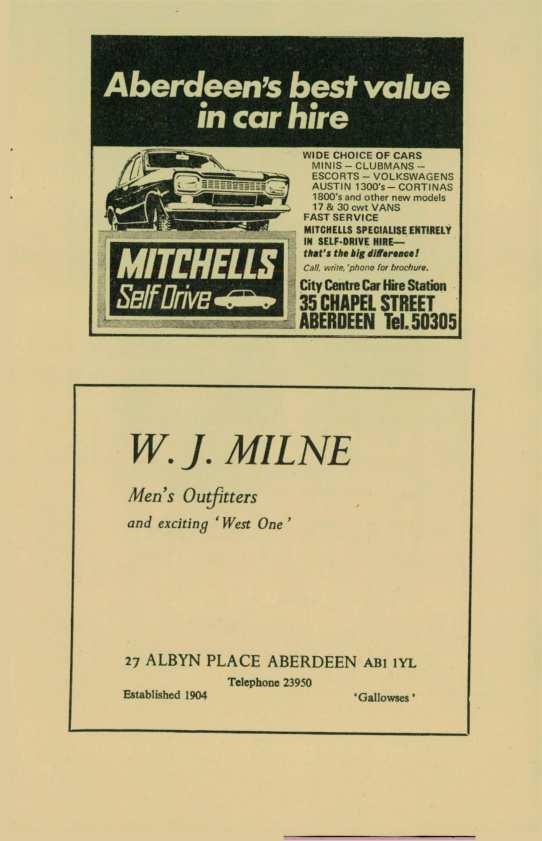 Aberdeen's best value
in car hire
WIDE CHOICE OF CARS
MINIS — CLUBMANS —
ESCORTS — VOLKSWAGENS
AUSTIN 1300's — CORTINAS
1800's and other new models
17 & 30 cwt VANS
FAST SERVICE
MITCHELLS SPECIALISE ENTIRELY
IN SELF-DRIVE HIRE—
that's the big difference!
Call, write, 'phone for brochure.
MITCHELLS
Self Drive
City Centre Car Hire Station
35 CHAPEL STREET
ABERDEEN Tel. 50305
W. J. MILNE
Men's Outfitters
and exciting 'West One'
27 ALBYN PLACE ABERDEEN AB1 1YL
Telephone 23950
Established 1904 'Gallowses'